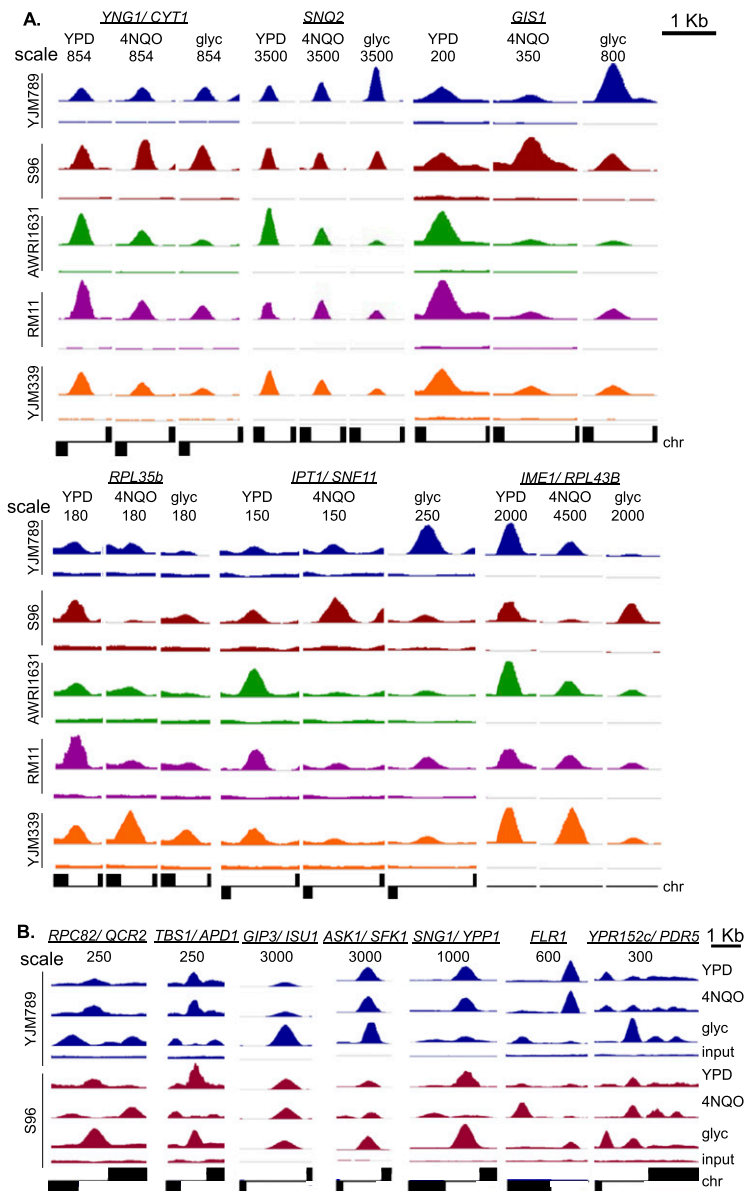 A.
YNG1/ CYT1 SNQ2 GIS1
1 Kb
YPD 4NQO glyc YPD 4NQO glyc YPD 4NQO glyc
scale 854 854 854 3500 3500 3500 200 350 800
YJM789
S96
AWRI1631
RM11
YJM339
chr
RPL35b IPT1/ SNF11 IME1/ RPL43B
YPD 4NQO glyc YPD 4NQO glyc YPD 4NQO glyc
scale 180 180 180 150 150 250 2000 4500 2000
YJM789
S96
AWRI1631
RM11
YJM339
chr
B.
RPC82/ QCR2 TBS1/ APD1 GIP3/ ISU1 ASK1/ SFK1 SNG1/ YPP1 FLR1 YPR152c/ PDR5 1 Kb
scale 250 250 3000 3000 1000 600 300
YJM789
YPD
4NQO
glyc
input
S96
YPD
4NQO
glyc
input
chr